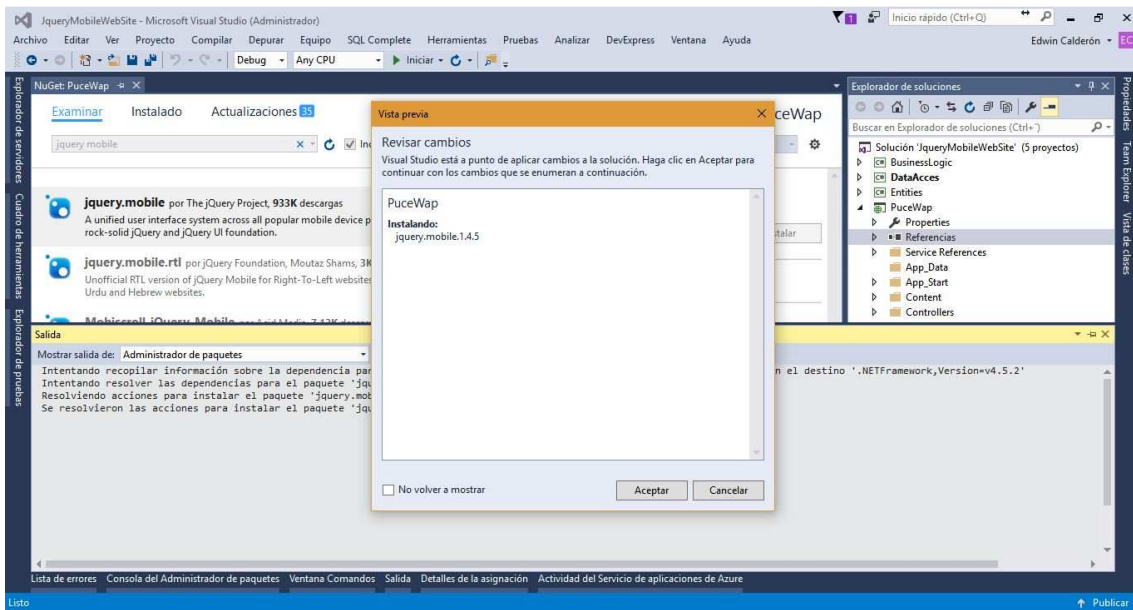 JqueryMobileWebSite - Microsoft Visual Studio (Administrador)
1
Inicio rápido (Ctrl+Q)
Archivo Editar Ver Proyecto Compilar Depurar Equipo SQL Complete Herramientas Pruebas Analizar DevExpress Ventana Ayuda
Edwin Calderón
EC
Debug Any CPU Iniciar
Explorador de servidores
Cuadro de herramientas
Explorador de pruebas
NuGet: PuceWap
Examinar Instalado Actualizaciones 35
ceWap
jquery mobile
jquery.mobile por The jQuery Project, 933K descargas
A unified user interface system across all popular mobile device p
rock-solid jQuery and jQuery UI foundation.
talar
jquery.mobile.rtl por jQuery Foundation, Moutaz Shams, 3K
Unofficial RTL version of jQuery Mobile for Right-To-Left websites
Urdu and Hebrew websites.
Vista previa
Revisar cambios
Visual Studio está a punto de aplicar cambios a la solución. Haga clic en Aceptar para
continuar con los cambios que se enumeran a continuación.
PuceWap
Instalando:
jquery.mobile.1.4.5
No volver a mostrar
Aceptar Cancelar
Explorador de soluciones
Buscar en Explorador de soluciones (Ctrl+¨)
Solución 'JqueryMobileWebSite' (5 proyectos)
BusinessLogic
DataAcces
Entities
PuceWap
Properties
Referencias
Service References
App_Data
App_Start
Content
Controllers
Propiedades
Team Explorer
Vista de clases
Salida
Mostrar salida de: Administrador de paquetes
Intentando recopilar información sobre la dependencia par
n el destino '.NETFramework,Version=v4.5.2'
Intentando resolver las dependencias para el paquete 'jqu
Resolviendo acciones para instalar el paquete 'jquery.mob
Se resolvieron las acciones para instalar el paquete 'jqu
Lista de errores Consola del Administrador de paquetes Ventana Comandos Salida Detalles de la asignación Actividad del Servicio de aplicaciones de Azure
Listo
Publicar